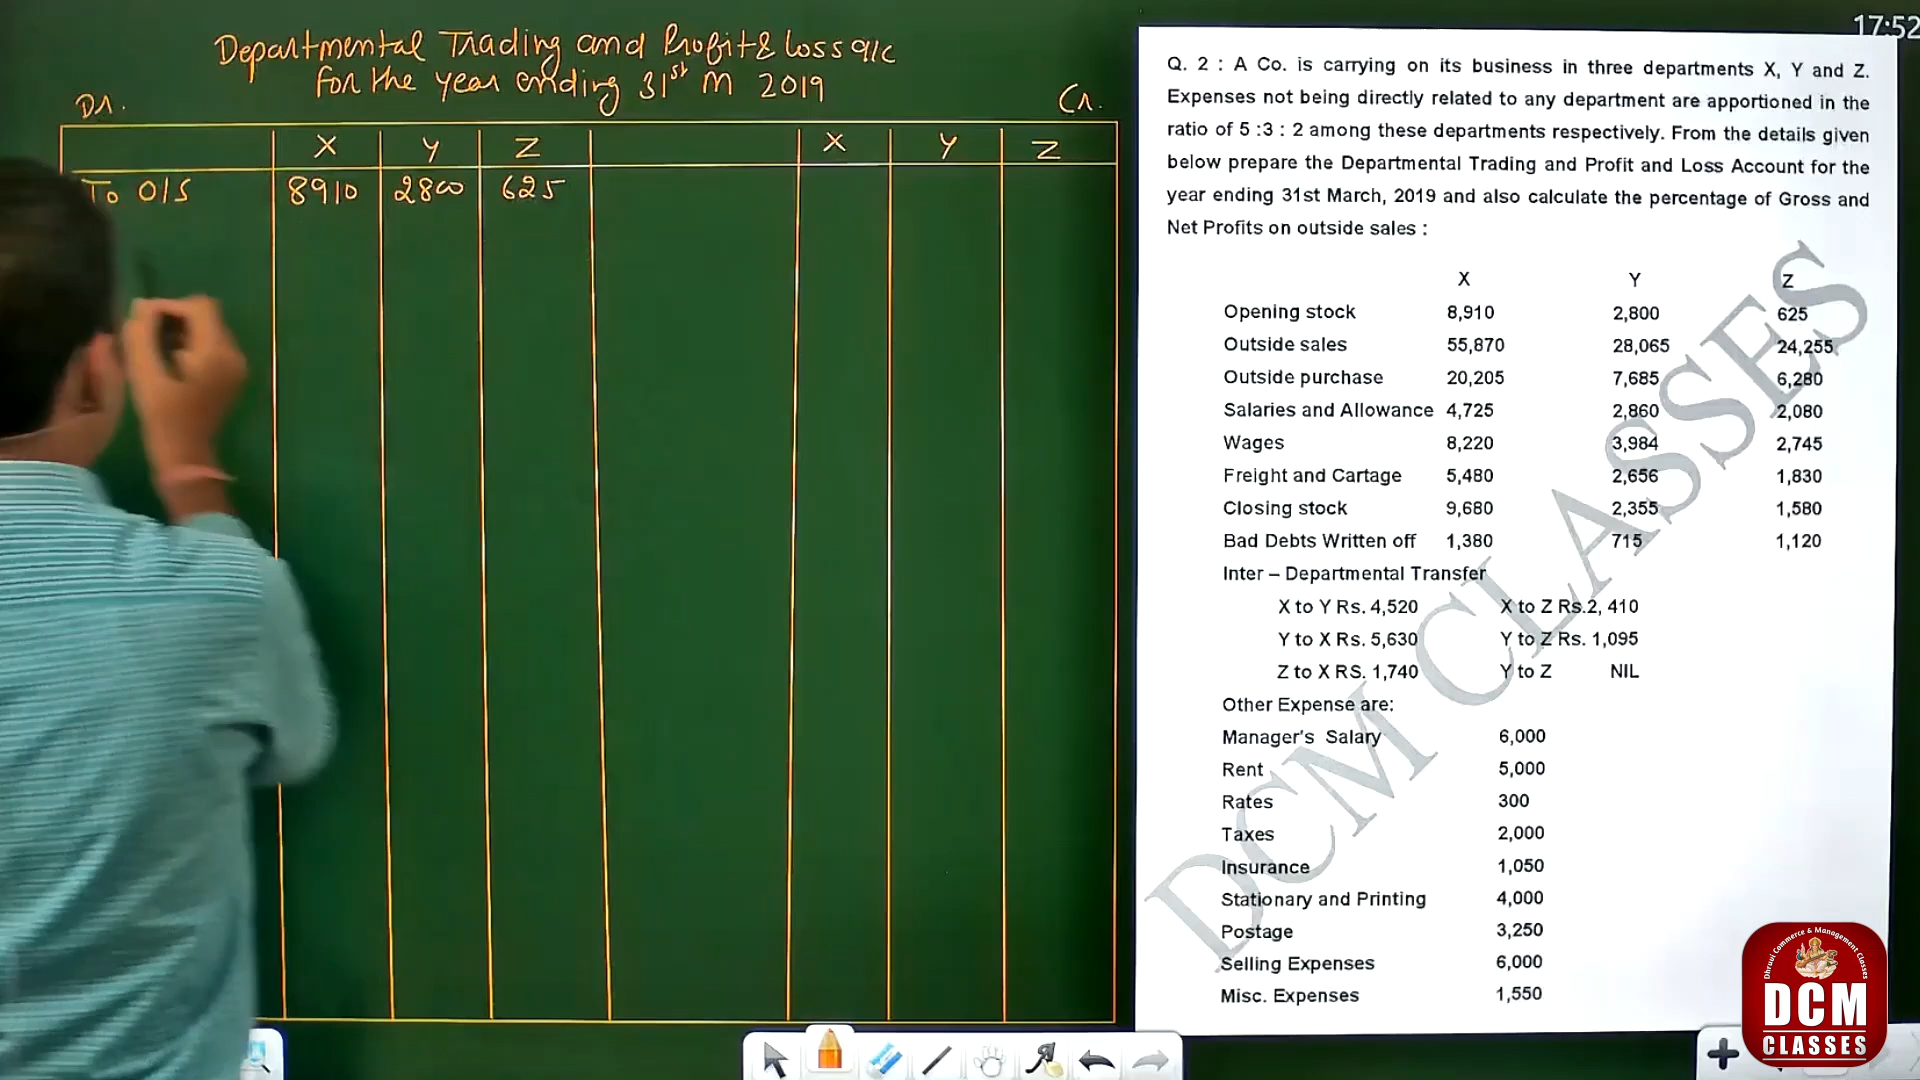 Departmental Trading and Profit & Loss a/c
for the year ending 31st M 2019
Dr.
Cr.
X Y Z X Y Z
To O/S 8910 2800 625
17:52
Q. 2 : A Co. is carrying on its business in three departments X, Y and Z.
Expenses not being directly related to any department are apportioned in the
ratio of 5 :3 : 2 among these departments respectively. From the details given
below prepare the Departmental Trading and Profit and Loss Account for the
year ending 31st March, 2019 and also calculate the percentage of Gross and
Net Profits on outside sales :
X Y Z
Opening stock 8,910 2,800 625
Outside sales 55,870 28,065 24,255
Outside purchase 20,205 7,685 6,280
Salaries and Allowance 4,725 2,860 2,080
Wages 8,220 3,984 2,745
Freight and Cartage 5,480 2,656 1,830
Closing stock 9,680 2,355 1,580
Bad Debts Written off 1,380 715 1,120
Inter – Departmental Transfer
X to Y Rs. 4,520 X to Z Rs.2, 410
Y to X Rs. 5,630 Y to Z Rs. 1,095
Z to X RS. 1,740 Y to Z NIL
Other Expense are:
Manager's Salary 6,000
Rent 5,000
Rates 300
Taxes 2,000
Insurance 1,050
Stationary and Printing 4,000
Postage 3,250
Selling Expenses 6,000
Misc. Expenses 1,550
DCM CLASSES
Dhruvi Commerce & Management Classes
DCM
CLASSES